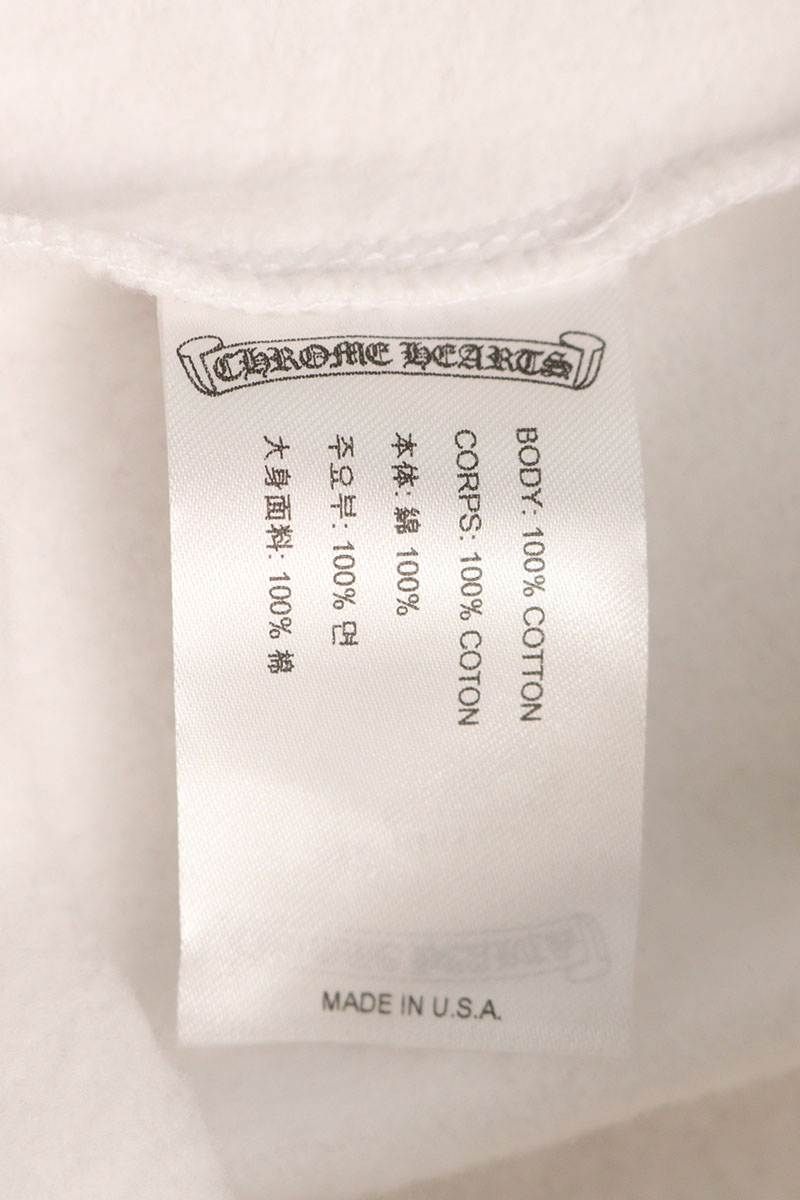 CHROME HEARTS
BODY: 100% COTTON
CORPS: 100% COTON
本体: 綿 100%
주요부: 100% 면
大身面料: 100% 棉
MADE IN U.S.A.